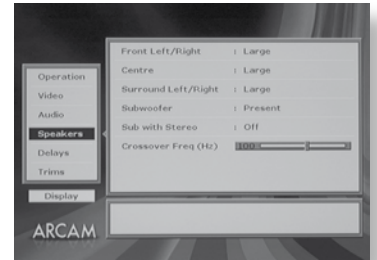 Operation
Video
Audio
Speakers
Delays
Trims
Display
Front Left/Right : Large
Centre : Large
Surround Left/Right : Large
Subwoofer : Present
Sub with Stereo : Off
Crossover Freq (Hz) 100
ARCAM